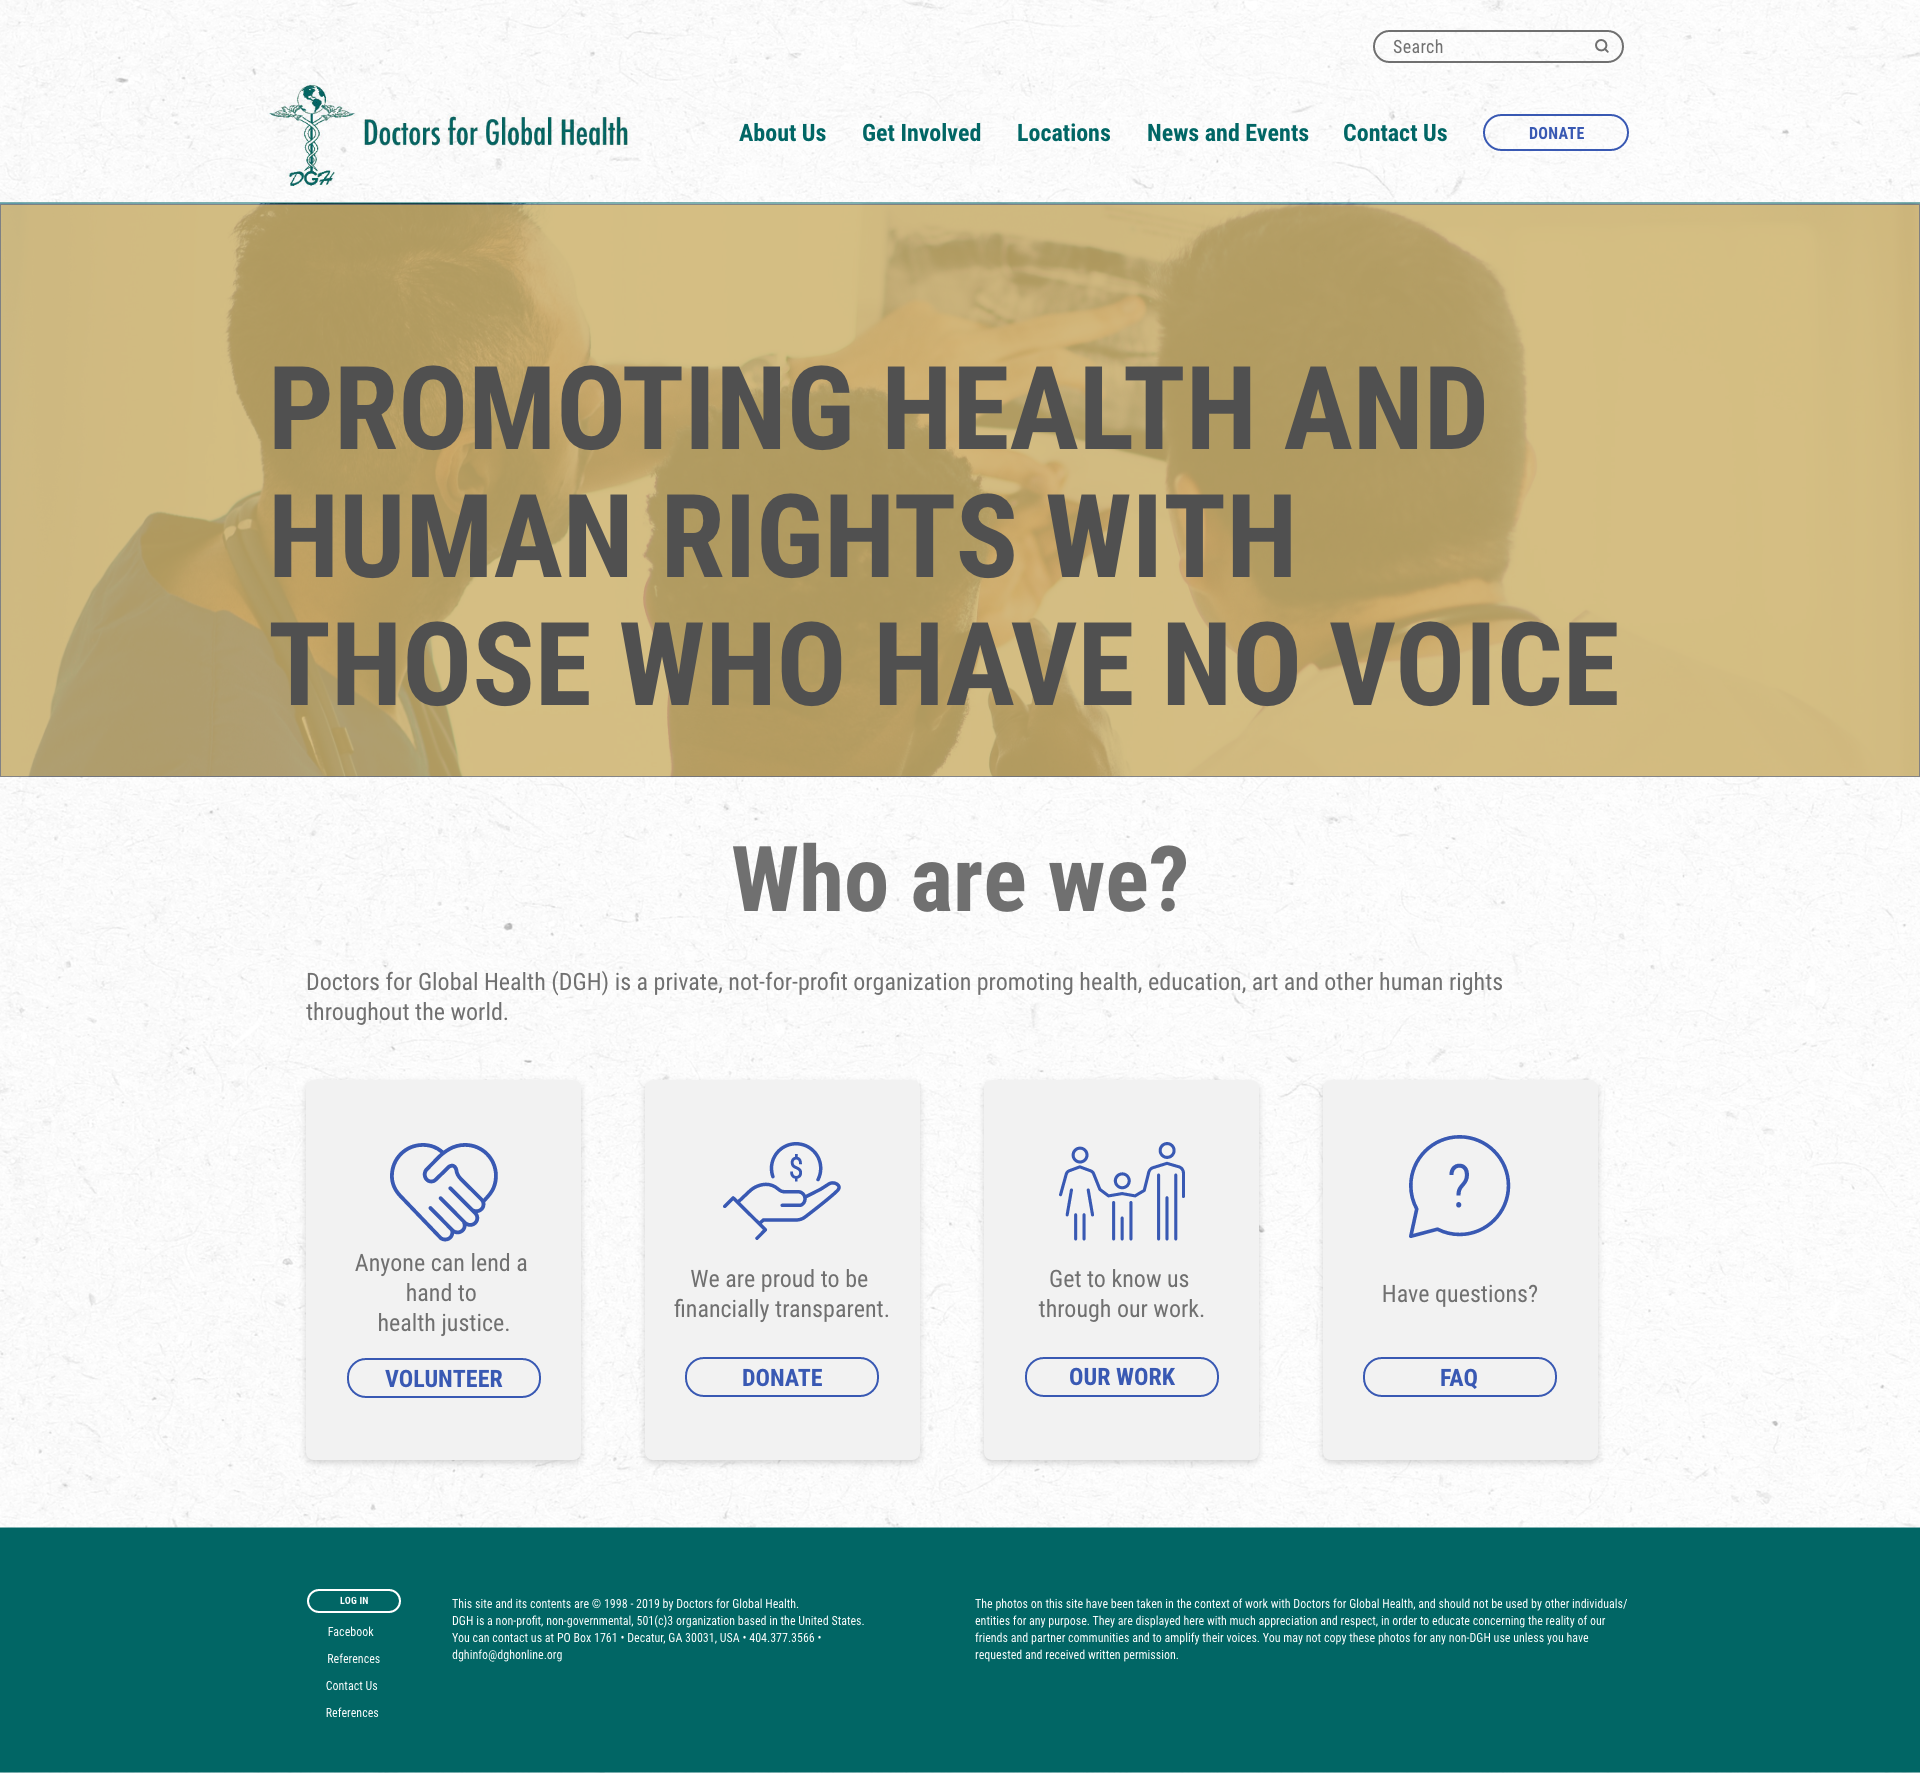 Search
Doctors for Global Health
DGH
About Us
Get Involved
Locations
News and Events
Contact Us
DONATE
PROMOTING HEALTH AND
HUMAN RIGHTS WITH
THOSE WHO HAVE NO VOICE
Who are we?
Doctors for Global Health (DGH) is a private, not-for-profit organization promoting health, education, art and other human rights
throughout the world.
Anyone can lend a
hand to
health justice.
VOLUNTEER
$
We are proud to be
financially transparent.
DONATE
Get to know us
through our work.
OUR WORK
?
Have questions?
FAQ
LOG IN
Facebook
References
Contact Us
References
This site and its contents are © 1998 - 2019 by Doctors for Global Health.
DGH is a non-profit, non-governmental, 501(c)3 organization based in the United States.
You can contact us at PO Box 1761 • Decatur, GA 30031, USA • 404.377.3566 •
dghinfo@dghonline.org
The photos on this site have been taken in the context of work with Doctors for Global Health, and should not be used by other individuals/
entities for any purpose. They are displayed here with much appreciation and respect, in order to educate concerning the reality of our
friends and partner communities and to amplify their voices. You may not copy these photos for any non-DGH use unless you have
requested and received written permission.